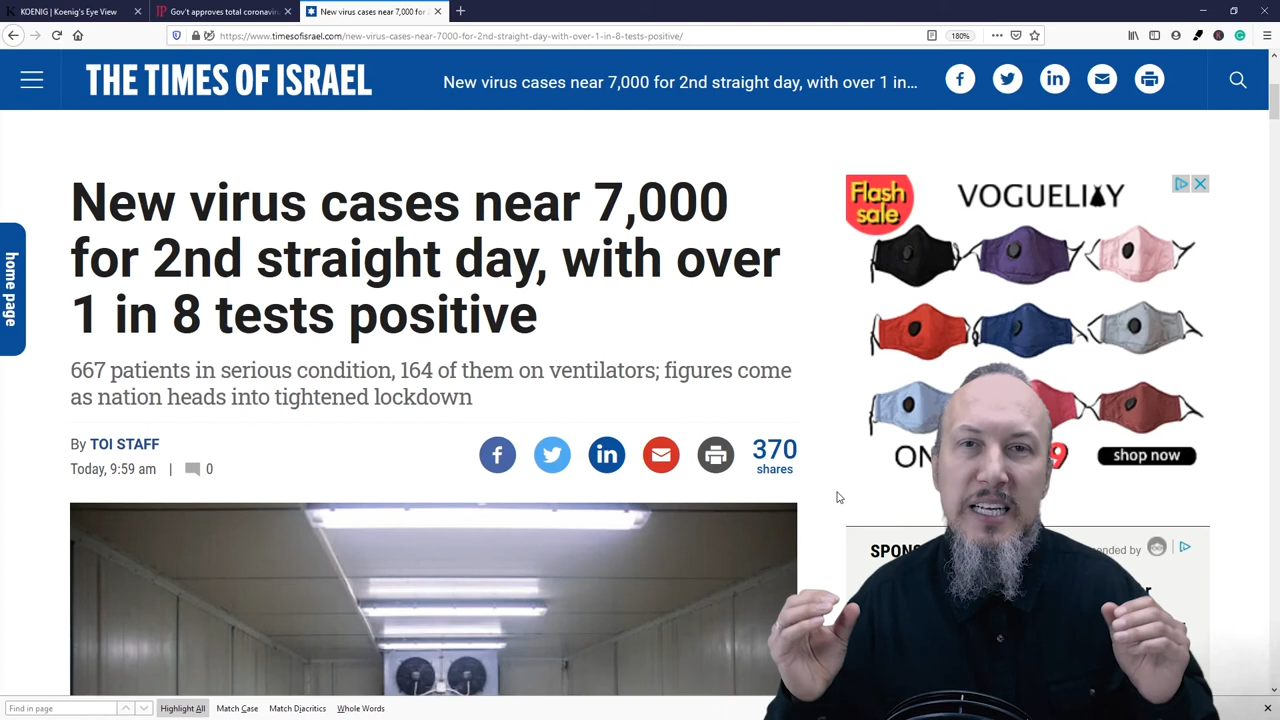 KOENIG | Koenig's Eye View
Gov't approves total coronavir
New virus cases near 7,000 for
https://www.timesofisrael.com/new-virus-cases-near-7000-for-2nd-straight-day-with-over-1-in-8-tests-positive/
180%
THE TIMES OF ISRAEL
New virus cases near 7,000 for 2nd straight day, with over 1 in...
home page
New virus cases near 7,000
for 2nd straight day, with over
1 in 8 tests positive
667 patients in serious condition, 164 of them on ventilators; figures come
as nation heads into tightened lockdown
By TOI STAFF
Today, 9:59 am | 0
370
shares
Flash
sale
VOGUELILY
shop now
Find in page
Highlight All
Match Case
Match Diacritics
Whole Words